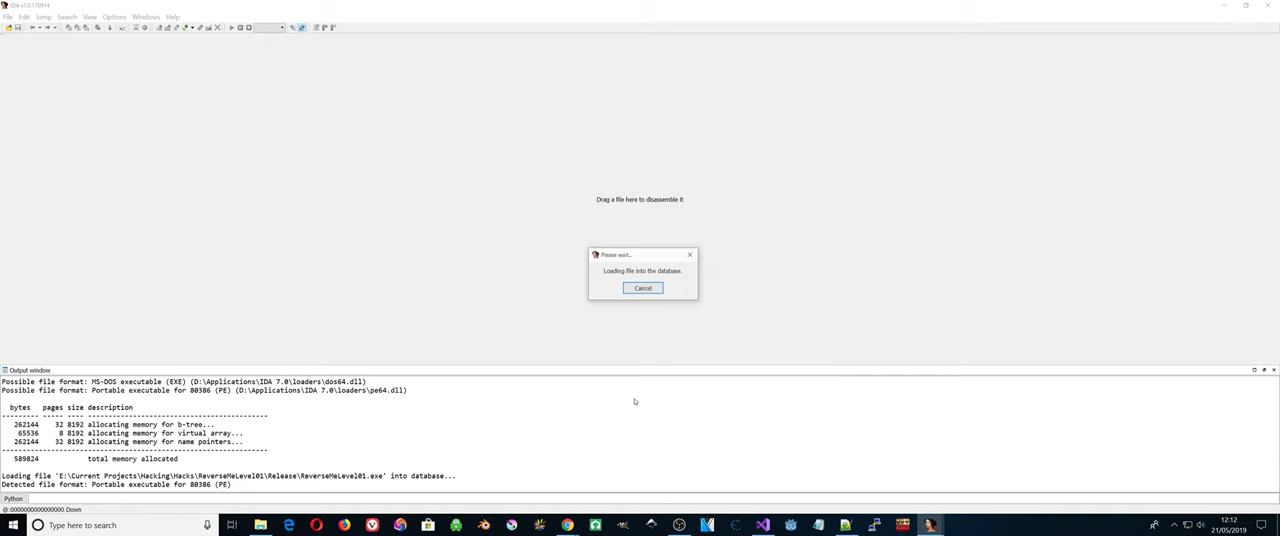 IDA v7.0.170914
File Edit Jump Search View Options Windows Help
Drag a file here to disassemble it
Please wait...
Loading file into the database.
Cancel
Output window
Possible file format: MS-DOS executable (EXE) (D:\Applications\IDA 7.0\loaders\dos64.dll)
Possible file format: Portable executable for 80386 (PE) (D:\Applications\IDA 7.0\loaders\pe64.dll)
bytes pages size description
--------- ----- ---- --------------------------------------------
262144 32 8192 allocating memory for b-tree...
65536 8 8192 allocating memory for virtual array...
262144 32 8192 allocating memory for name pointers...
-----------------------------------------------------------------
589824 total memory allocated
Loading file 'E:\Current Projects\Hacking\Hacks\ReverseMeLevel01\Release\ReverseMeLevel01.exe' into database...
Detected file format: Portable executable for 80386 (PE)
Python
@:0000000000000000 Down
Type here to search
12:12
21/05/2019